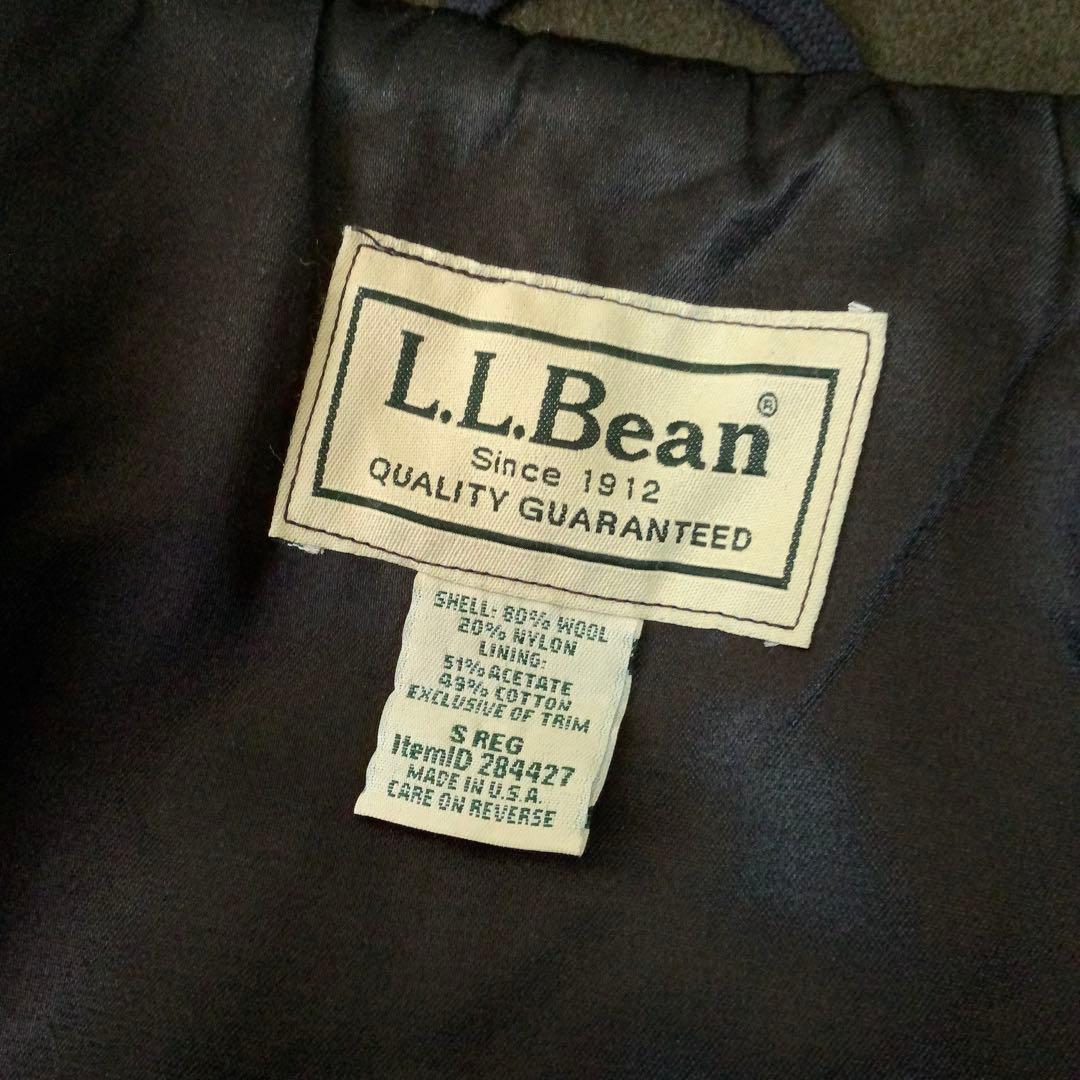 L.L.Bean®
Since 1912
QUALITY GUARANTEED
SHELL: 80% WOOL
20% NYLON
LINING:
51% ACETATE
49% COTTON
EXCLUSIVE OF TRIM
S REG
ItemID 284427
MADE IN U.S.A.
CARE ON REVERSE